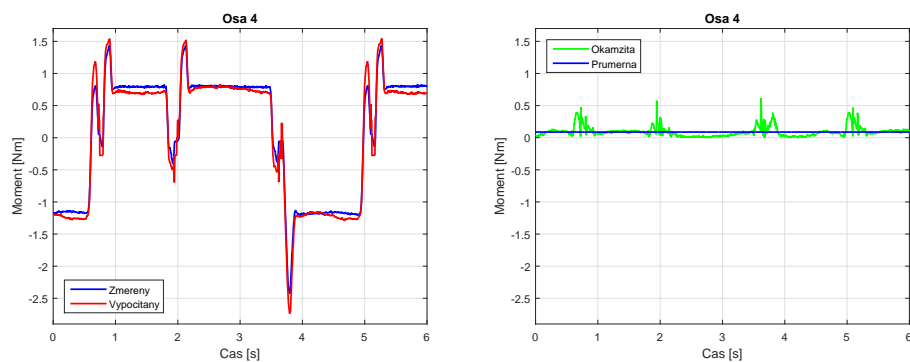 Osa 4
1.5
1
0.5
0
-0.5
-1
-1.5
-2
-2.5
Moment [Nm]
Zmereny
Vypocitany
0 1 2 3 4 5 6
Cas [s]
Osa 4
1.5
1
0.5
0
-0.5
-1
-1.5
-2
-2.5
Moment [Nm]
Okamzita
Prumerna
0 1 2 3 4 5 6
Cas [s]